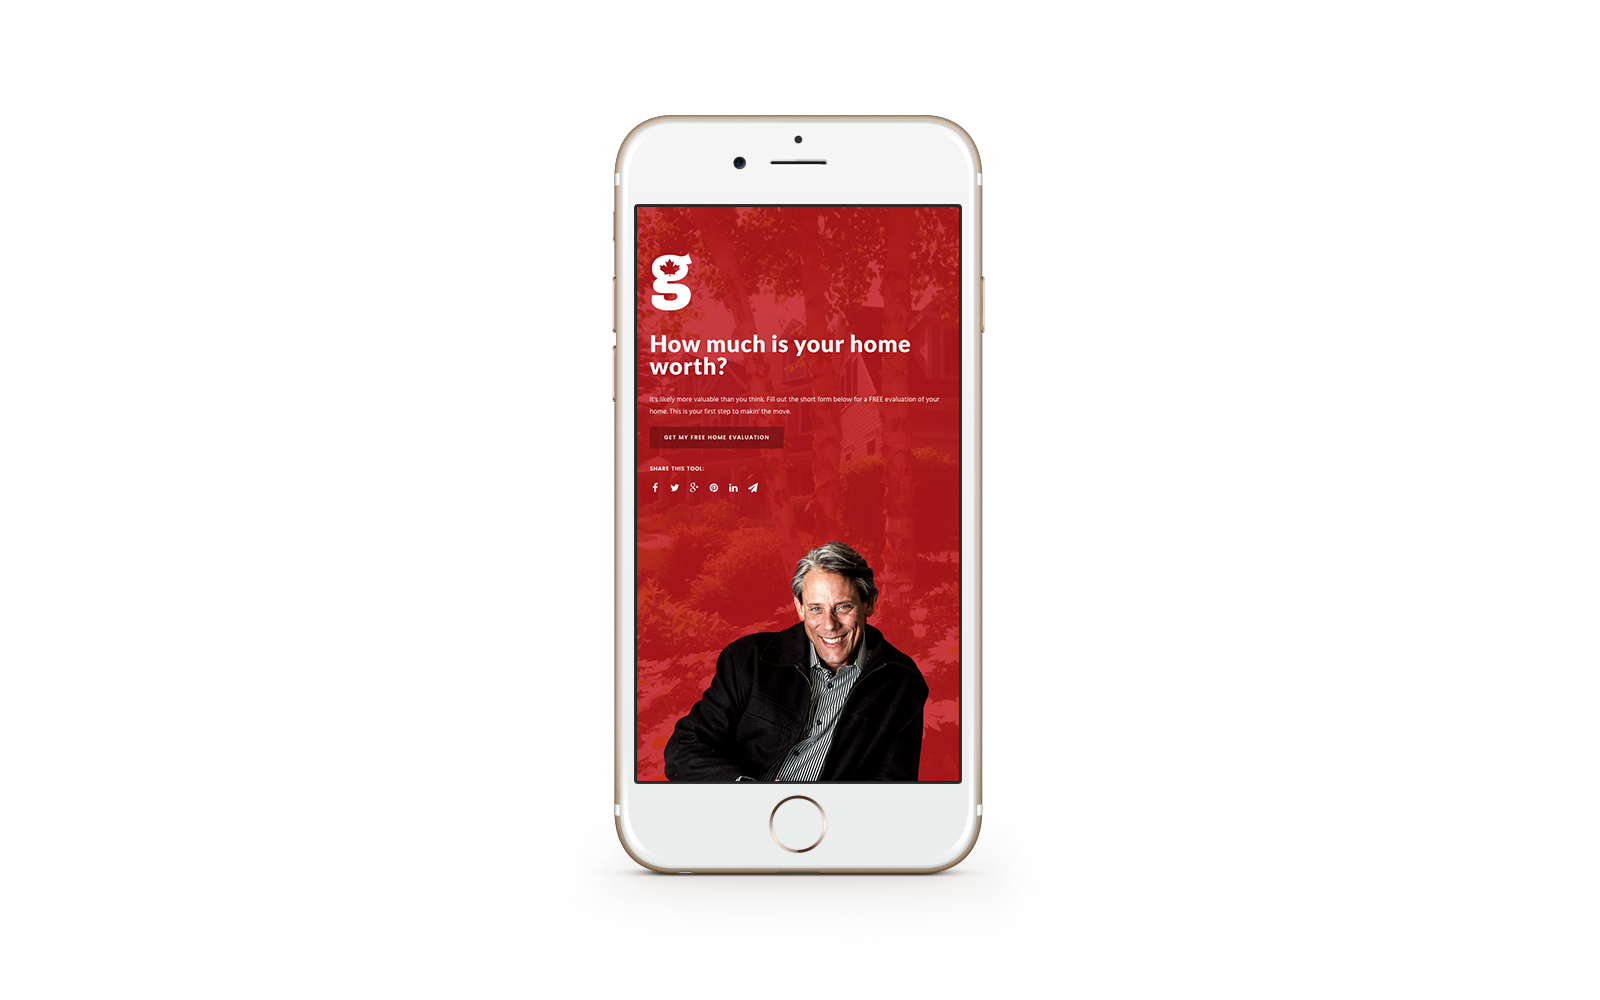 g
How much is your home
worth?
It's likely more valuable than you think. Fill out the short form below for a FREE evaluation of your
home. This is your first step to makin' the move.
GET MY FREE HOME EVALUATION
SHARE THIS TOOL: